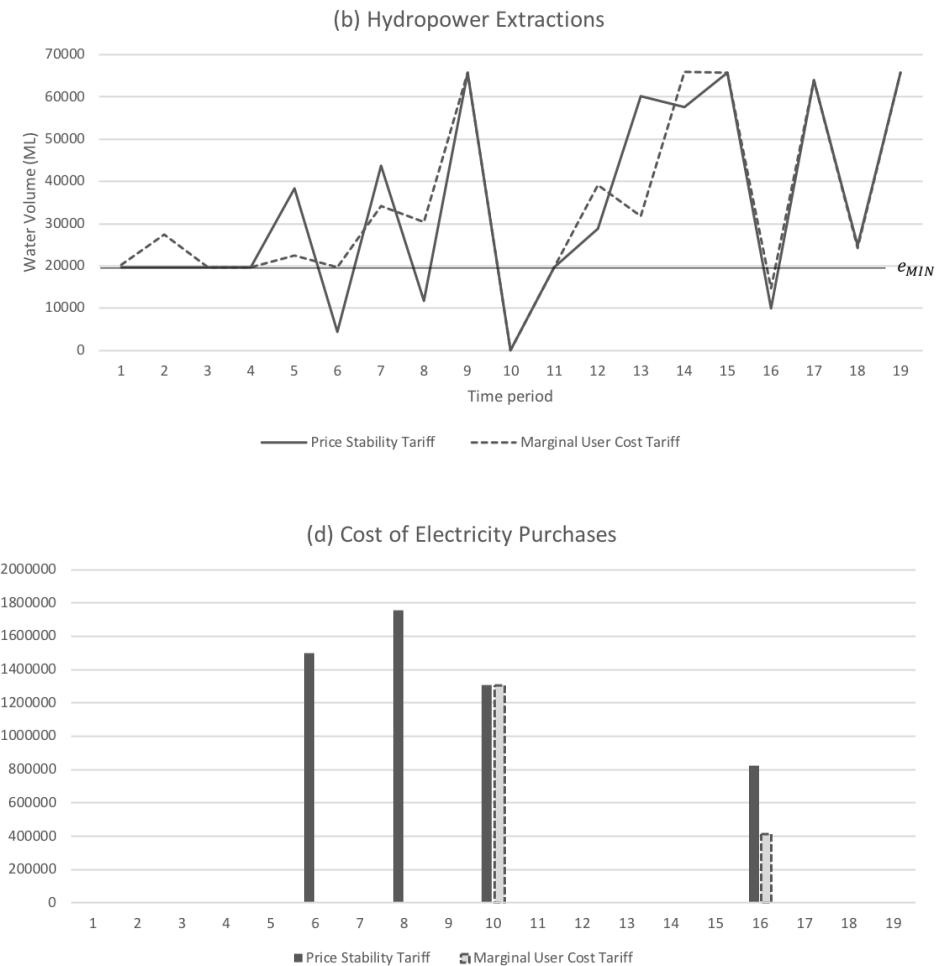 (b) Hydropower Extractions
70000
60000
50000
40000
30000
20000
10000
0
Water Volume (ML)
e_MIN
1 2 3 4 5 6 7 8 9 10 11 12 13 14 15 16 17 18 19
Time period
Price Stability Tariff Marginal User Cost Tariff
(d) Cost of Electricity Purchases
2000000
1800000
1600000
1400000
1200000
1000000
800000
600000
400000
200000
0
1 2 3 4 5 6 7 8 9 10 11 12 13 14 15 16 17 18 19
Price Stability Tariff Marginal User Cost Tariff